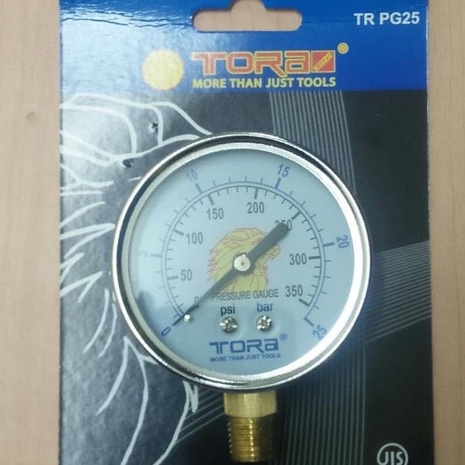 TR PG25
TORA®
MORE THAN JUST TOOLS
10
15
20
25
0
50
100
150
200
300
350
PRESSURE GAUGE
psi
bar
TORA®
MORE THAN JUST TOOLS
JIS